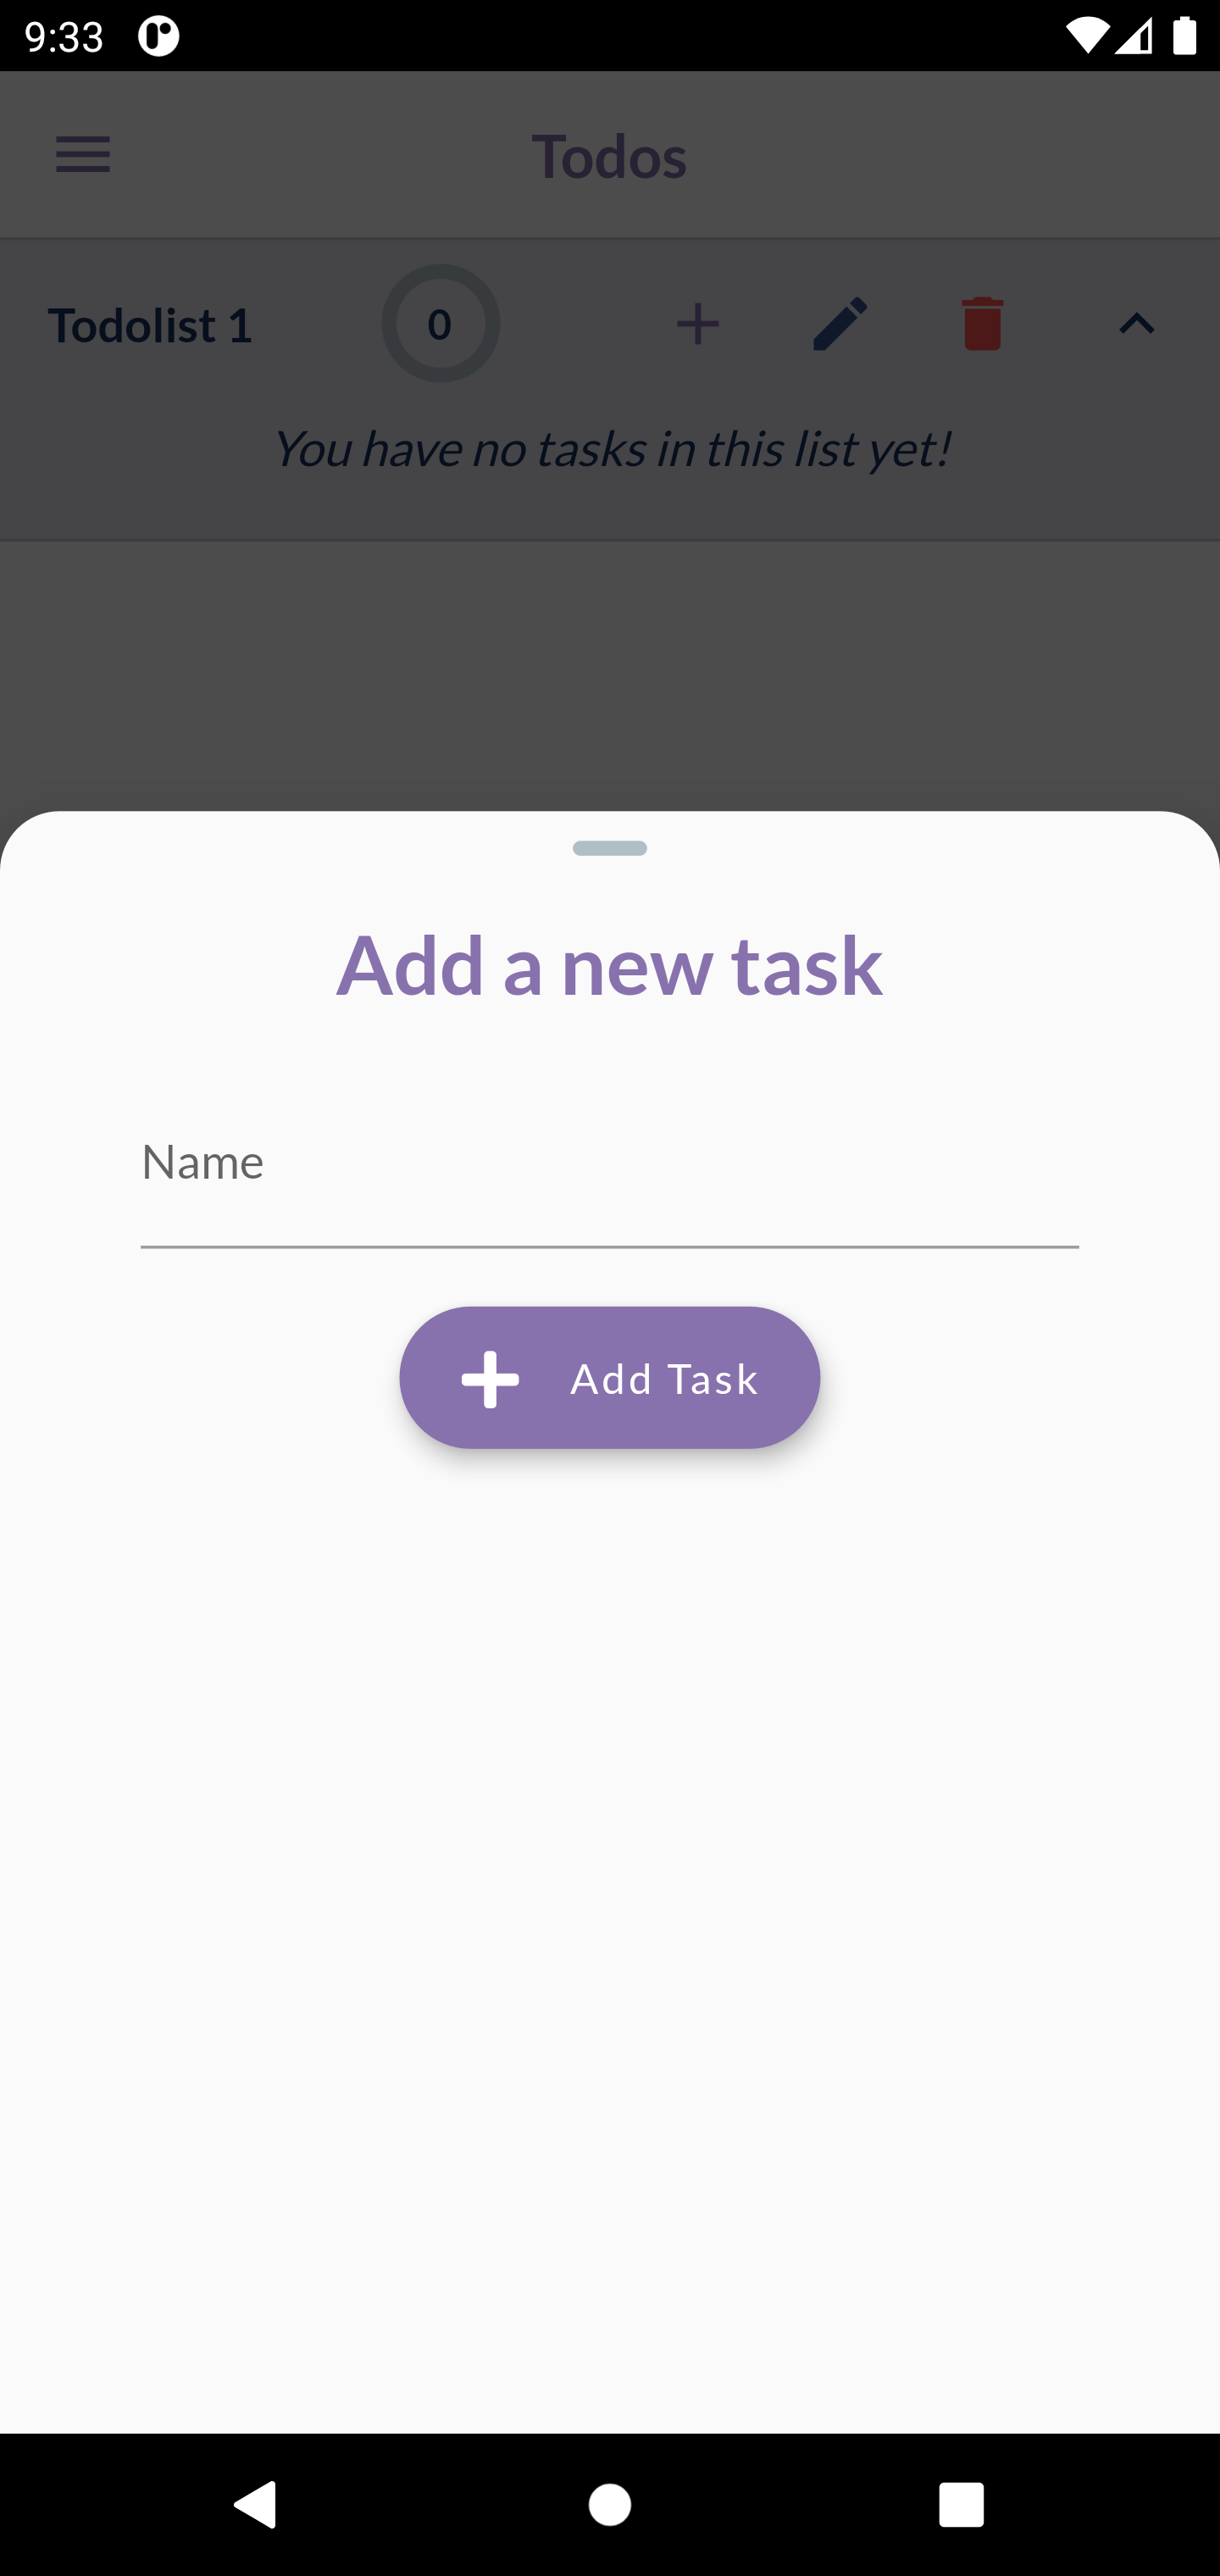 9:33
Todos
Todolist 1
0
You have no tasks in this list yet!
Add a new task
Name
Add Task